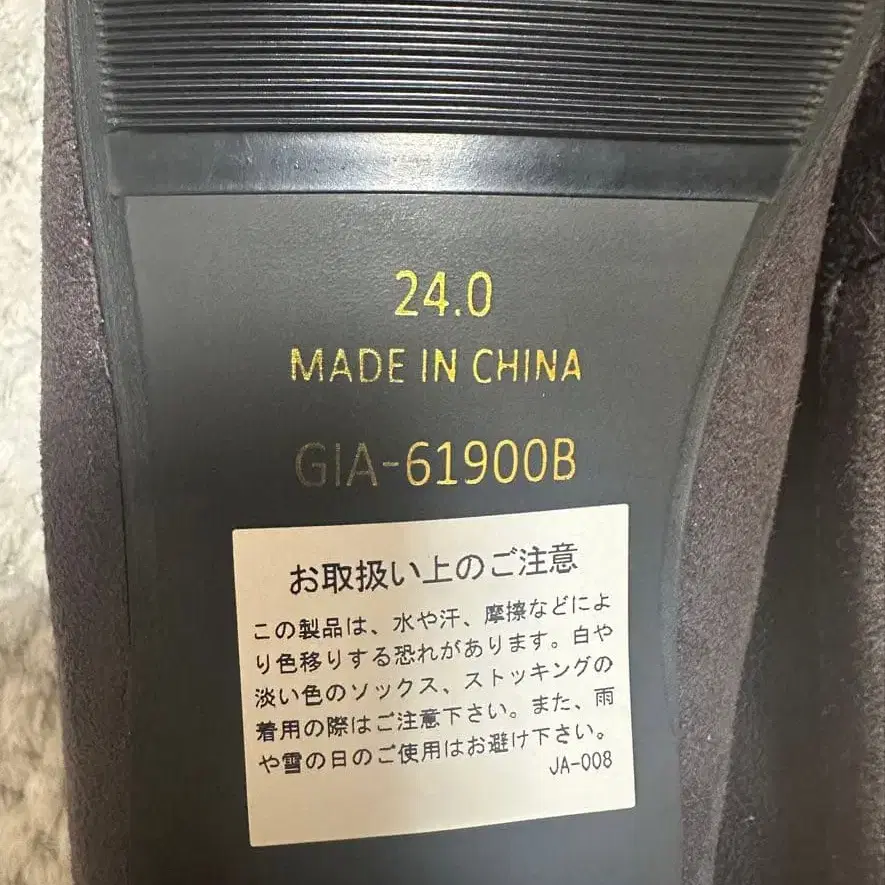 24.0
MADE IN CHINA
GIA-61900B
お取扱い上のご注意
この製品は、水や汗、摩擦などによ
り色移りする恐れがあります。白や
淡い色のソックス、ストッキングの
着用の際はご注意下さい。また、雨
や雪の日のご使用はお避け下さい。
JA-008